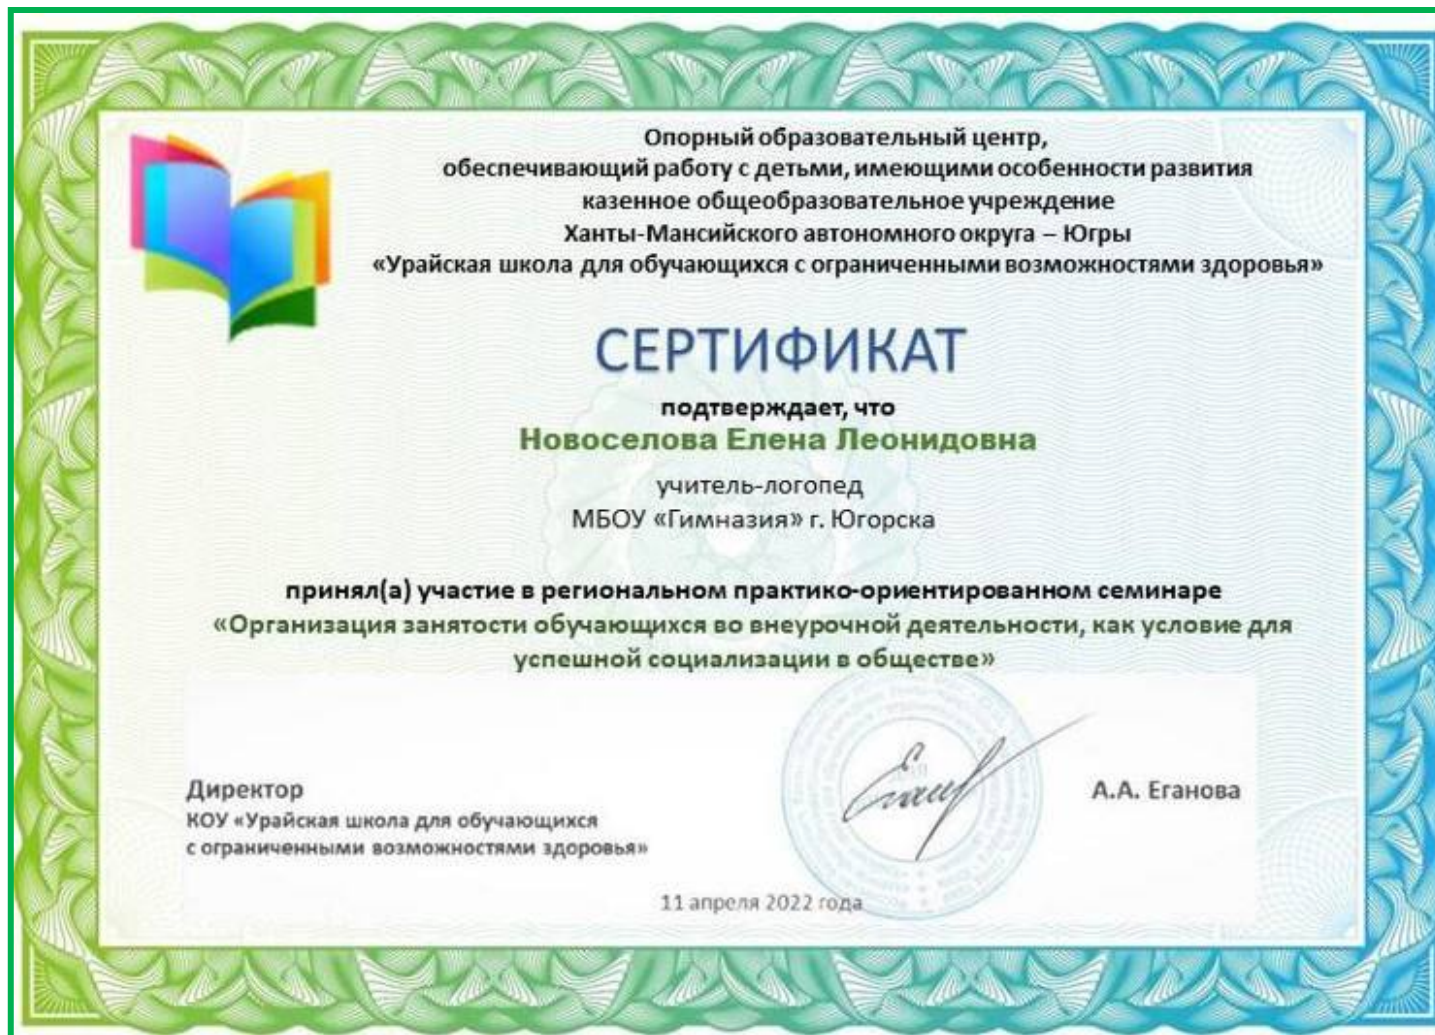 Опорный образовательный центр,
обеспечивающий работу с детьми, имеющими особенности развития
казенное общеобразовательное учреждение
Ханты-Мансийского автономного округа – Югры
«Урайская школа для обучающихся с ограниченными возможностями здоровья»
СЕРТИФИКАТ
подтверждает, что
Новоселова Елена Леонидовна
учитель-логопед
МБОУ «Гимназия» г. Югорска
принял(а) участие в региональном практико-ориентированном семинаре
«Организация занятости обучающихся во внеурочной деятельности, как условие для
успешной социализации в обществе»
Директор
КОУ «Урайская школа для обучающихся
с ограниченными возможностями здоровья»
А.А. Еганова
11 апреля 2022 года